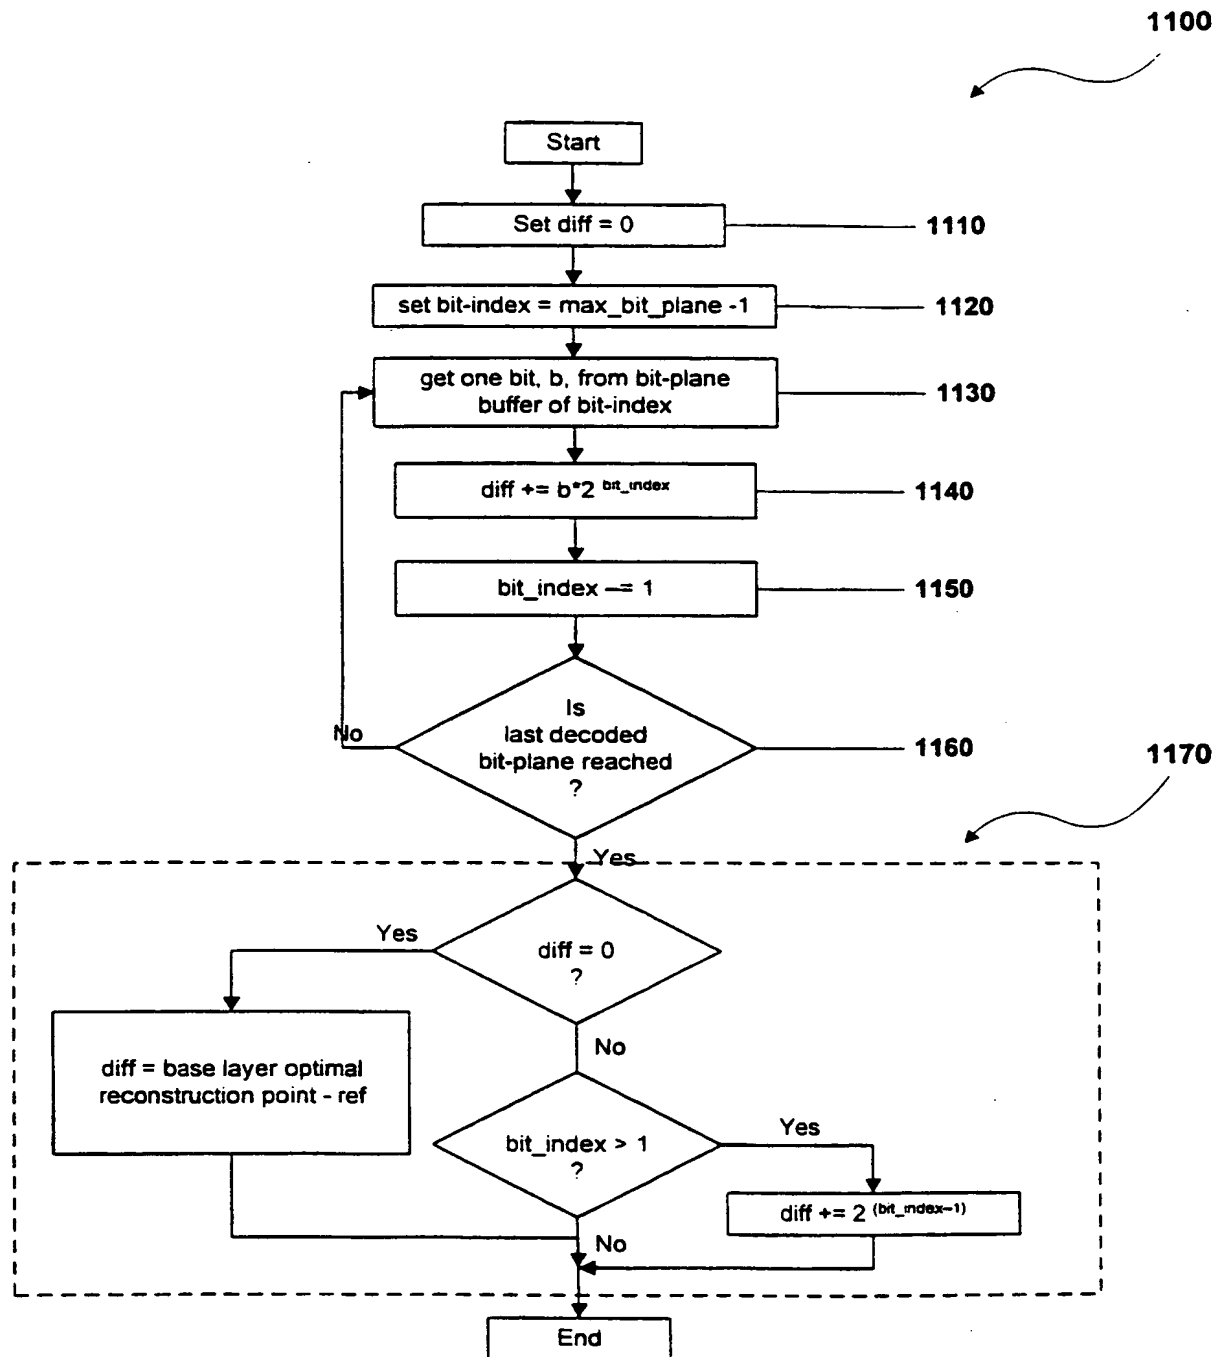 1100
Start
Set diff = 0
1110
set bit-index = max_bit_plane -1
1120
get one bit, b, from bit-plane
buffer of bit-index
1130
diff += b*2 bit_index
1140
bit_index -= 1
1150
Is
last decoded
bit-plane reached
?
1160
No
1170
Yes
diff = 0
?
Yes
No
diff = base layer optimal
reconstruction point - ref
bit_index > 1
?
Yes
diff += 2 (bit_index-1)
No
End